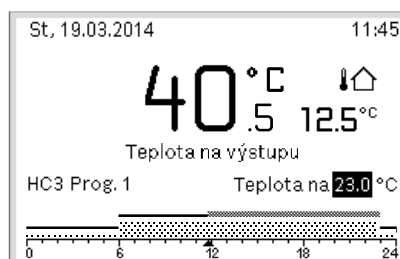 St, 19.03.2014 11:45
40.5 °C 12.5°C
Teplota na výstupu
HC3 Prog. 1 Teplota na 23.0 °C
0 6 12 18 24